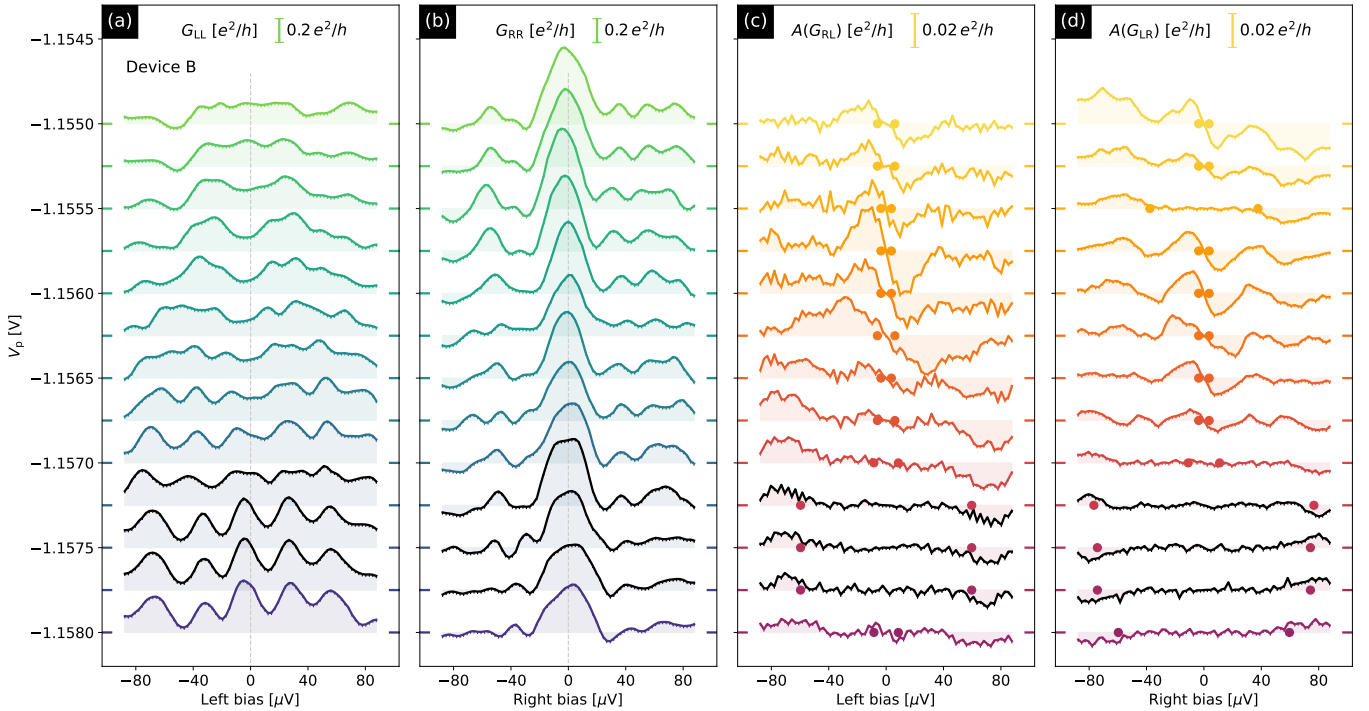 (a) G_LL [e²/h] 0.2 e²/h
Device B
(b) G_RR [e²/h] 0.2 e²/h
(c) A(G_RL) [e²/h] 0.02 e²/h
(d) A(G_LR) [e²/h] 0.02 e²/h
V_p [V]
−1.1545
−1.1550
−1.1555
−1.1560
−1.1565
−1.1570
−1.1575
−1.1580
−80 −40 0 40 80
Left bias [μV]
−80 −40 0 40 80
Right bias [μV]
−80 −40 0 40 80
Left bias [μV]
−80 −40 0 40 80
Right bias [μV]